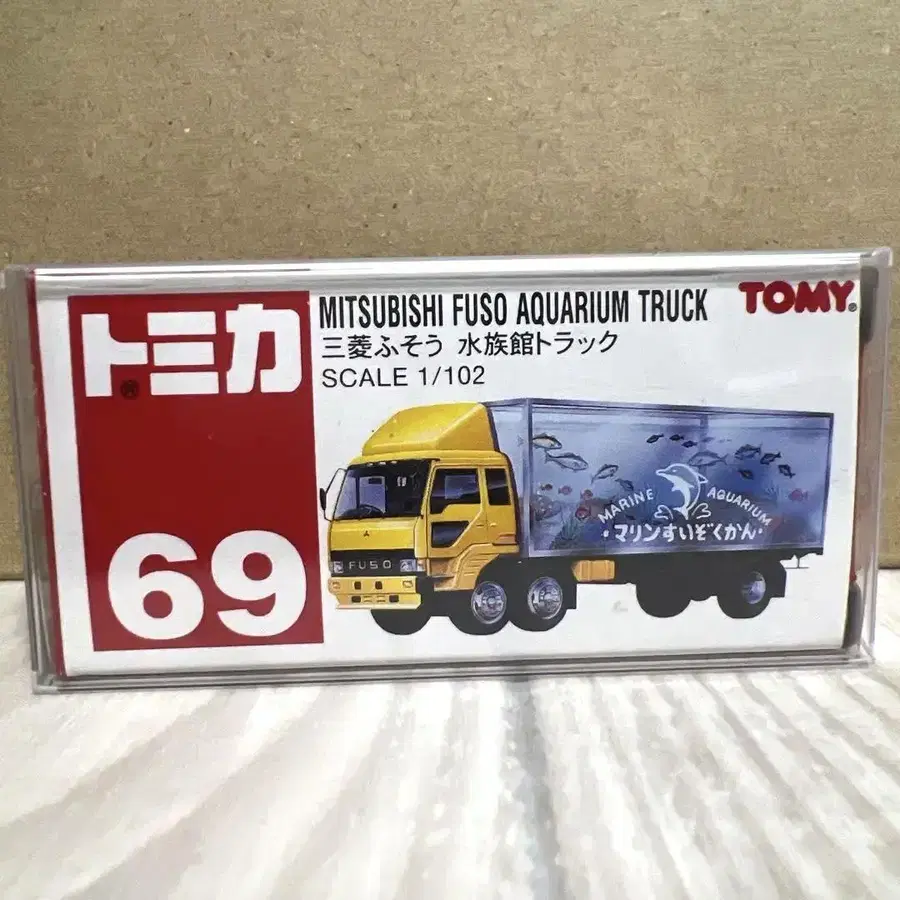 トミカ®
69
MITSUBISHI FUSO AQUARIUM TRUCK
三菱ふそう 水族館トラック
SCALE 1/102
TOMY®
FUSO
MARINE AQUARIUM
・マリンすいぞくかん・